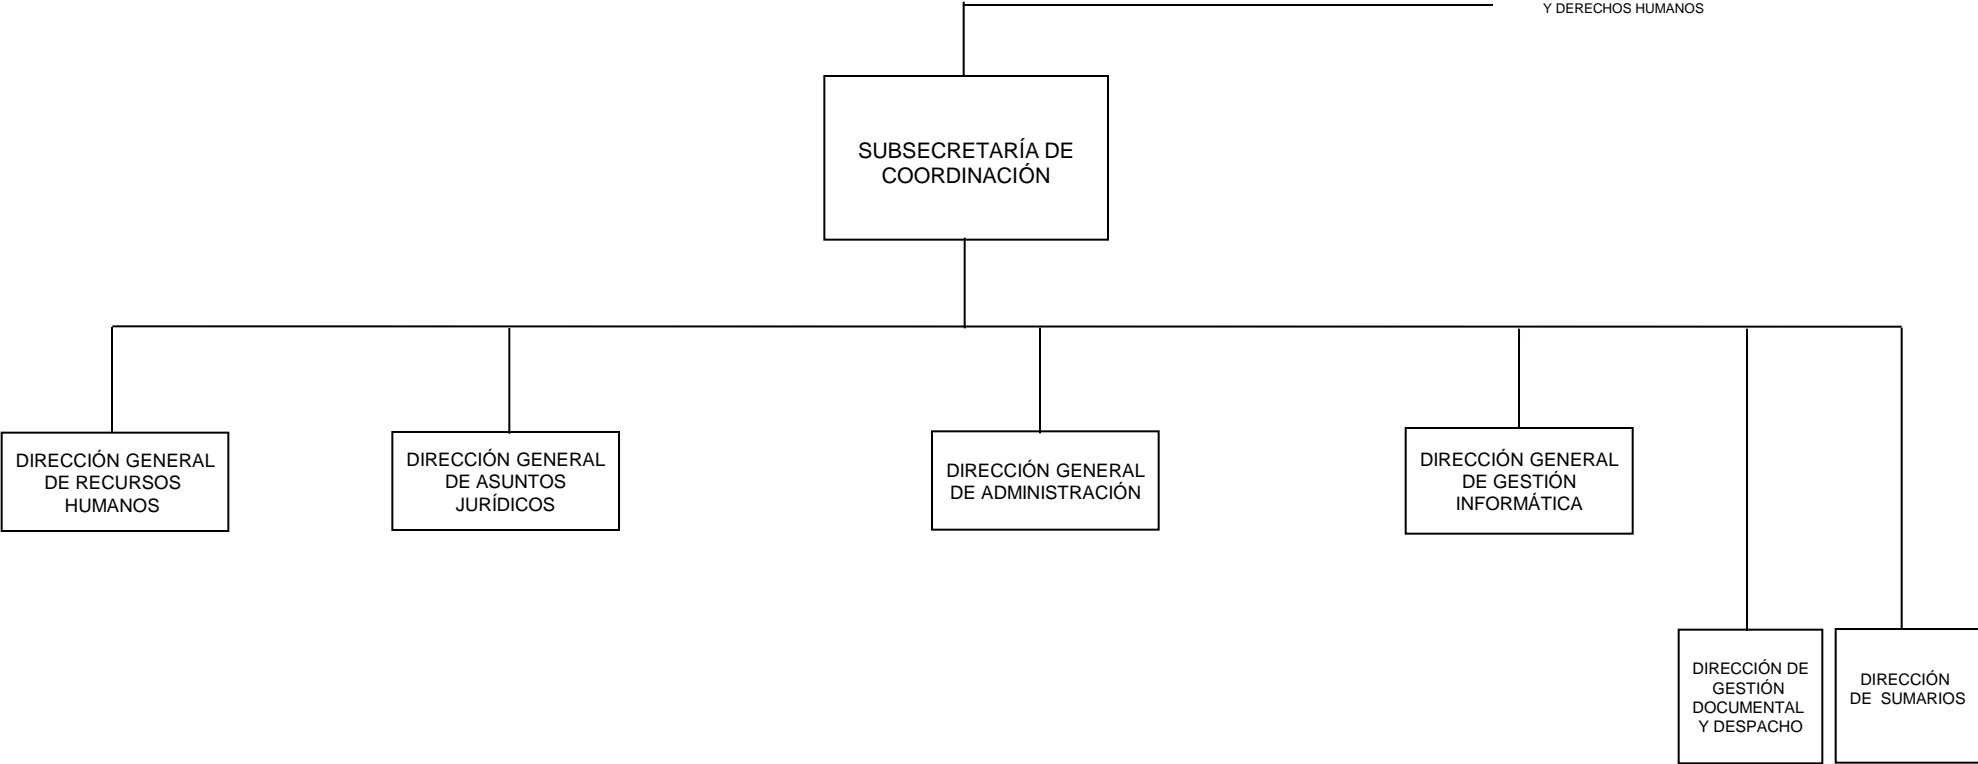 Y DERECHOS HUMANOS
SUBSECRETARÍA DE
COORDINACIÓN
DIRECCIÓN GENERAL
DE RECURSOS
HUMANOS
DIRECCIÓN GENERAL
DE ASUNTOS
JURÍDICOS
DIRECCIÓN GENERAL
DE ADMINISTRACIÓN
DIRECCIÓN GENERAL
DE GESTIÓN
INFORMÁTICA
DIRECCIÓN DE
GESTIÓN
DOCUMENTAL
Y DESPACHO
DIRECCIÓN
DE SUMARIOS